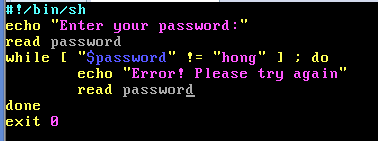 #!/bin/sh
echo "Enter your password:"
read password
while [ "$password" != "hong" ] ; do
        echo "Error! Please try again"
        read password
done
exit 0